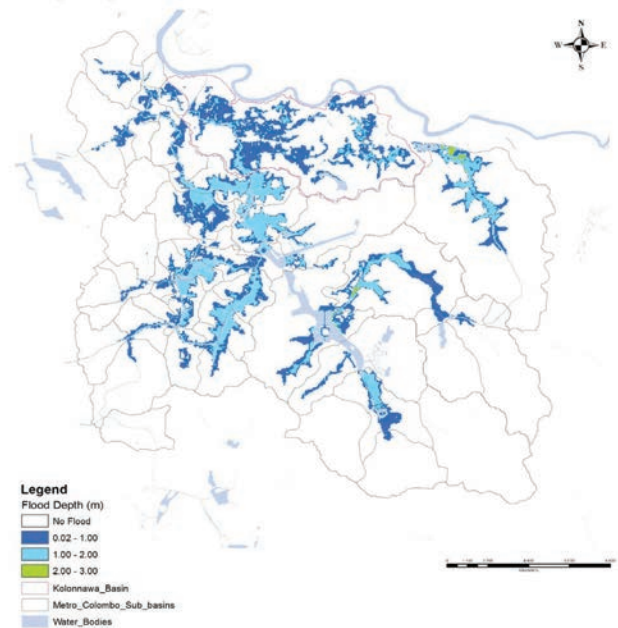 N
W E
S
Legend
Flood Depth (m)
No Flood
0.02 - 1.00
1.00 - 2.00
2.00 - 3.00
Kolonnawa_Basin
Metro_Colombo_Sub_basins
Water_Bodies